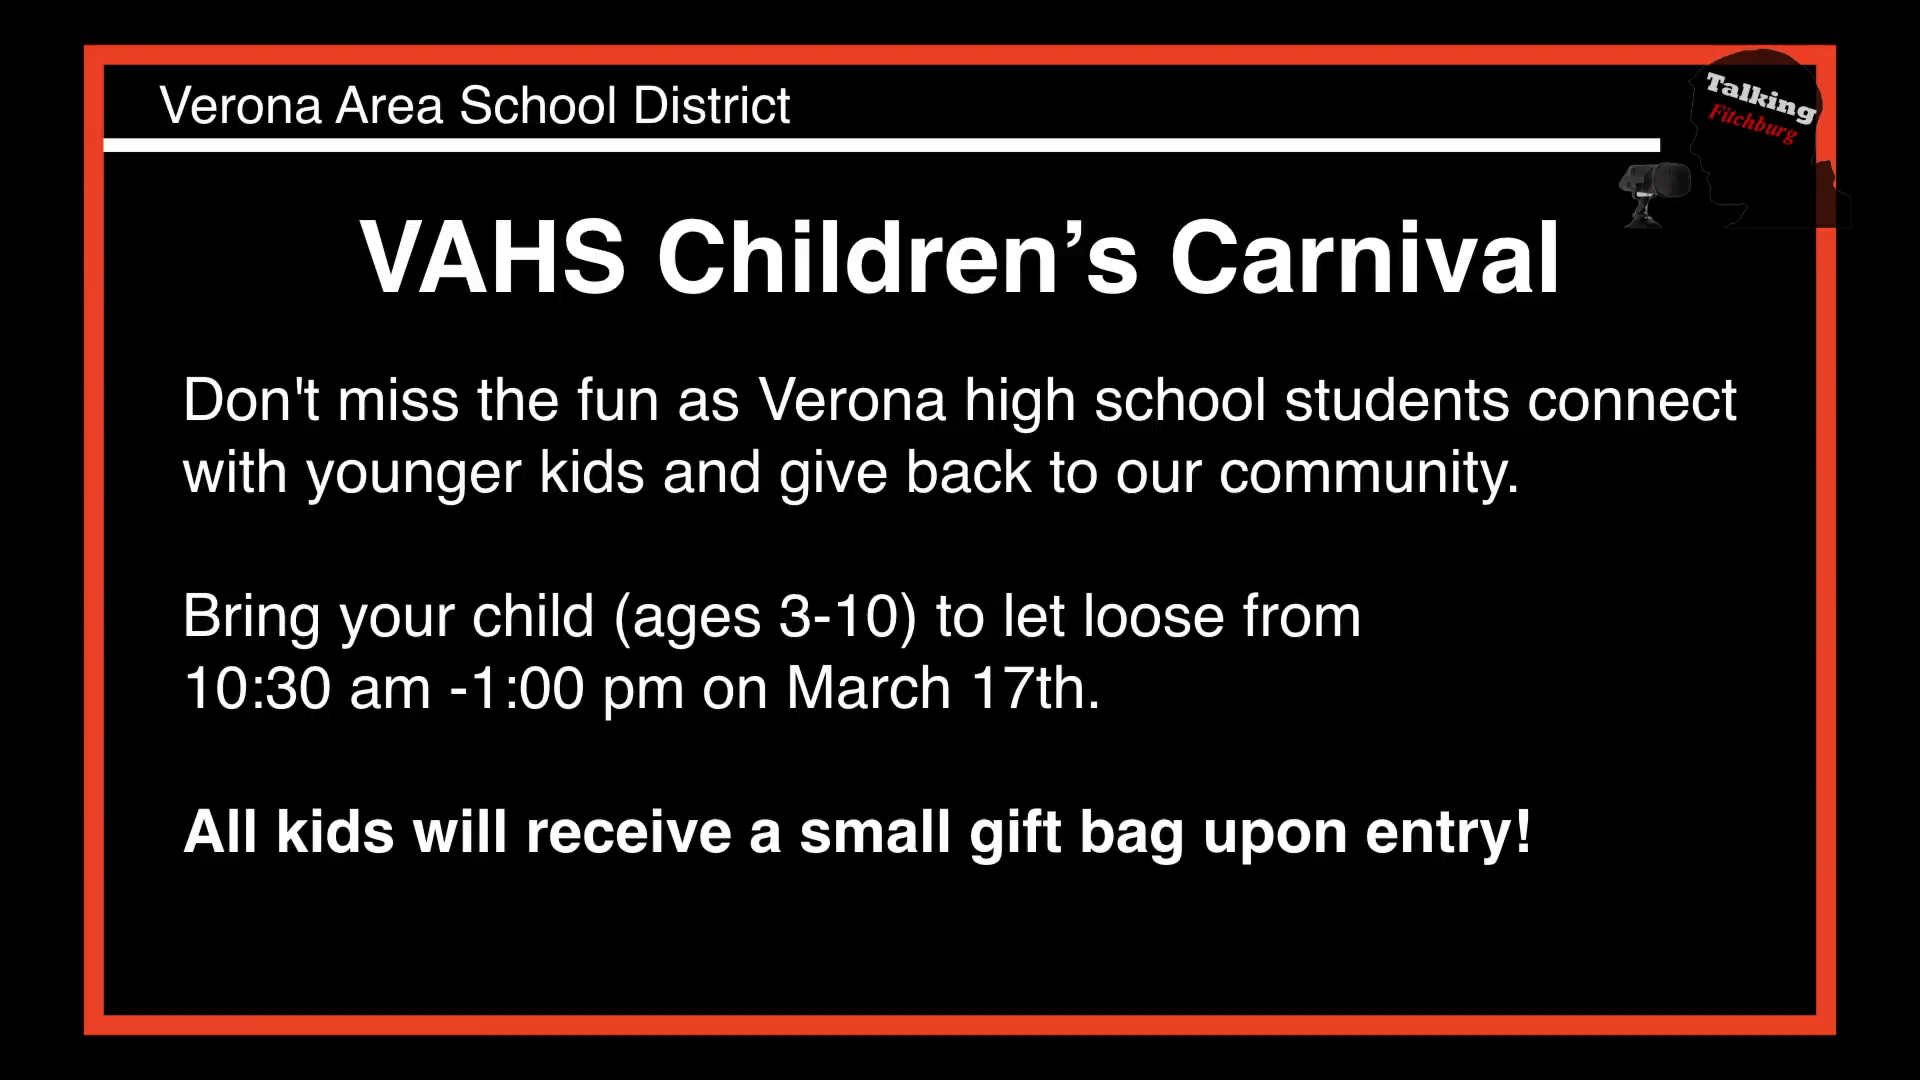 Verona Area School District
Talking
Fitchburg
VAHS Children’s Carnival
Don't miss the fun as Verona high school students connect
with younger kids and give back to our community.
Bring your child (ages 3-10) to let loose from
10:30 am -1:00 pm on March 17th.
All kids will receive a small gift bag upon entry!